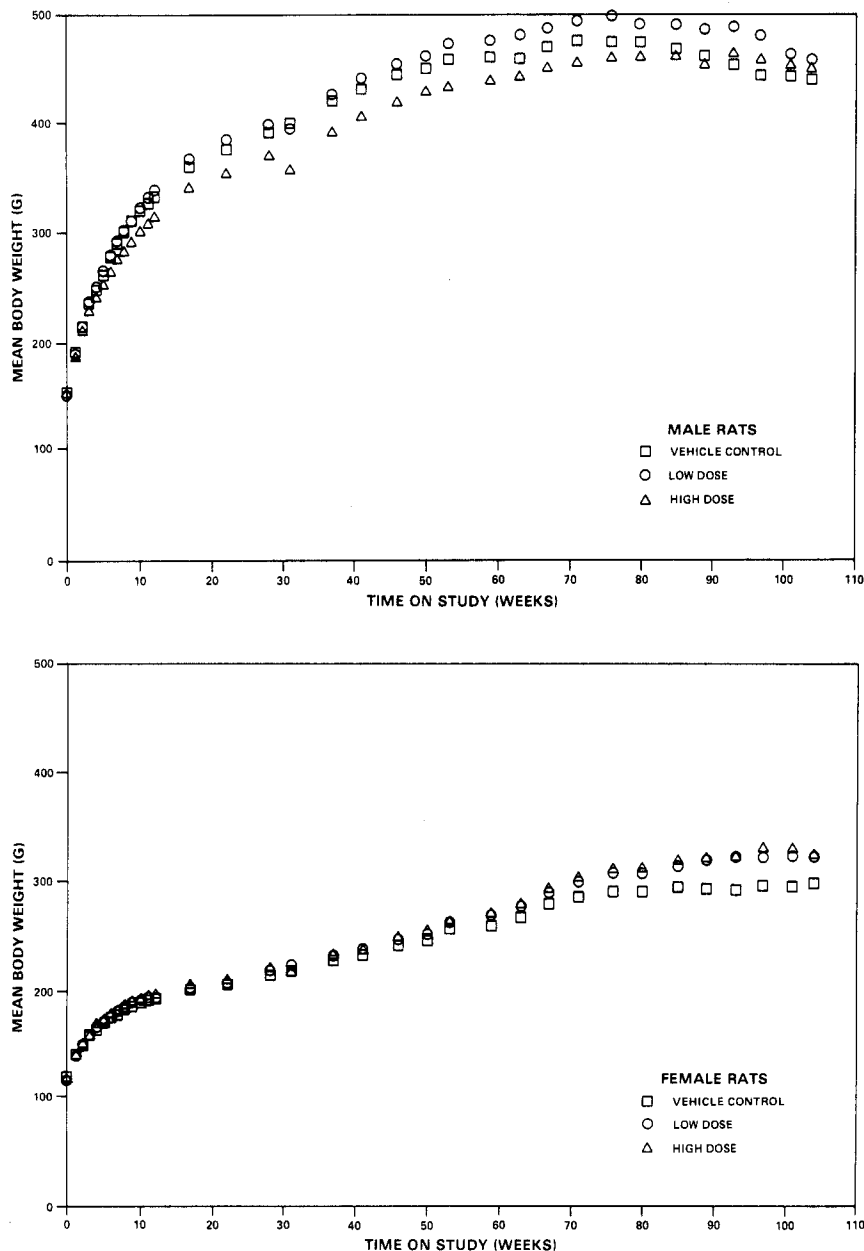 500
400
300
200
100
0
MEAN BODY WEIGHT (G)
MALE RATS
VEHICLE CONTROL
LOW DOSE
HIGH DOSE
0 10 20 30 40 50 60 70 80 90 100 110
TIME ON STUDY (WEEKS)
500
400
300
200
100
0
MEAN BODY WEIGHT (G)
FEMALE RATS
VEHICLE CONTROL
LOW DOSE
HIGH DOSE
0 10 20 30 40 50 60 70 80 90 100 110
TIME ON STUDY (WEEKS)